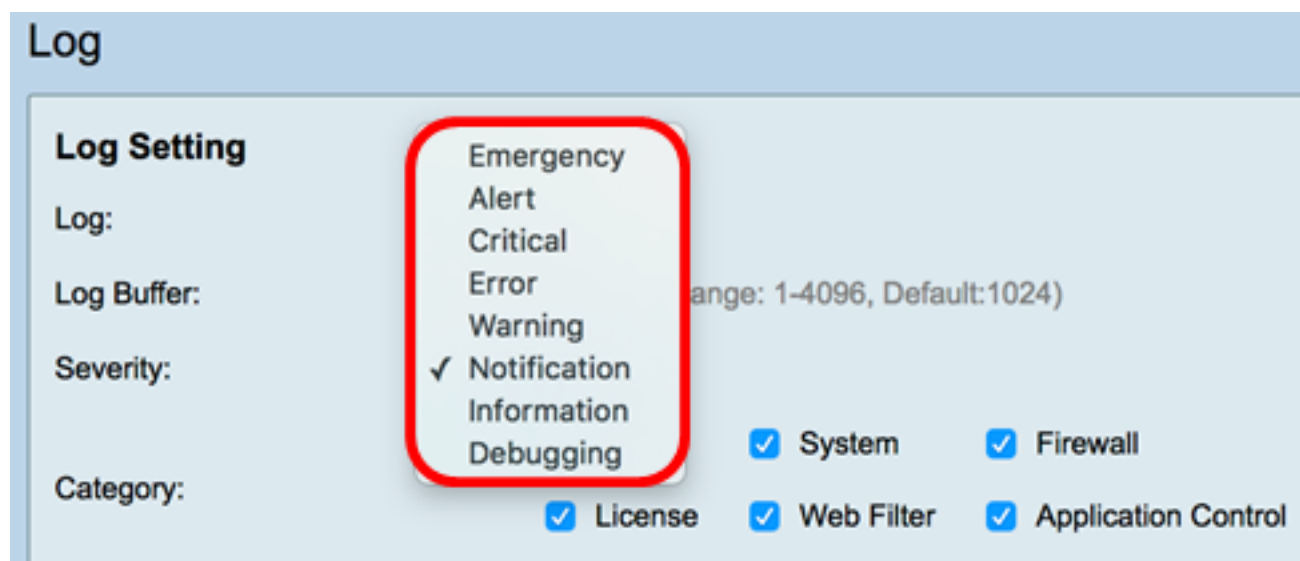 Log
Log Setting
Log:
Log Buffer:
Severity:
Category:
Emergency
Alert
Critical
Error
Warning
✓ Notification
Information
Debugging
ange: 1-4096, Default:1024)
System Firewall
License Web Filter Application Control